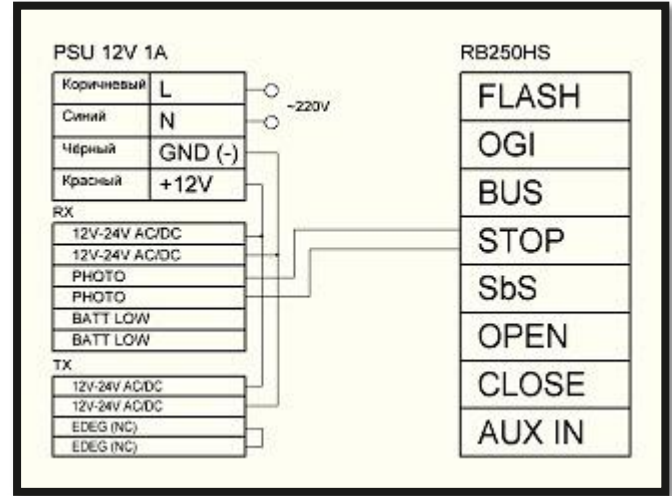 PSU 12V 1A
Коричневый L
Синий N
Чёрный GND (-)
Красный +12V
~220V
RX
12V-24V AC/DC
12V-24V AC/DC
PHOTO
PHOTO
BATT LOW
BATT LOW
TX
12V-24V AC/DC
12V-24V AC/DC
EDEG (NC)
EDEG (NC)
RB250HS
FLASH
OGI
BUS
STOP
SbS
OPEN
CLOSE
AUX IN